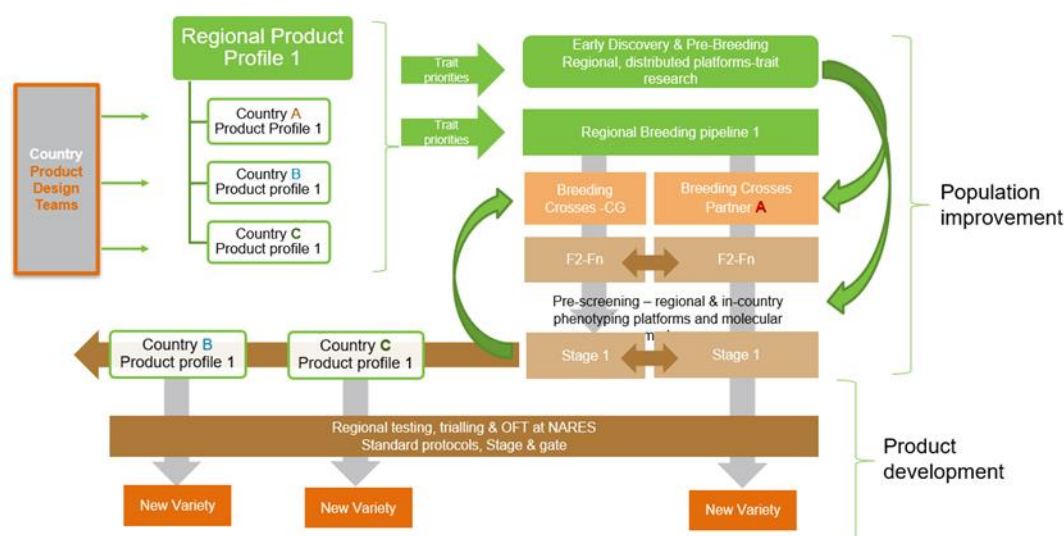 Regional Product
Profile 1
Country A
Product Profile 1
Country B
Product profile 1
Country C
Product profile 1
Country
Product
Design
Teams
Trait
priorities
Trait
priorities
Early Discovery & Pre-Breeding
Regional, distributed platforms-trait
research
Regional Breeding pipeline 1
Breeding
Crosses -CG
Breeding Crosses
Partner A
F2-Fn
F2-Fn
Pre-screening – regional & in-country
phenotyping platforms and molecular
Stage 1
Stage 1
Population
improvement
Country B
Product profile 1
Country C
Product profile 1
Regional testing, trialling & OFT at NARES
Standard protocols, Stage & gate
Product
development
New Variety
New Variety
New Variety